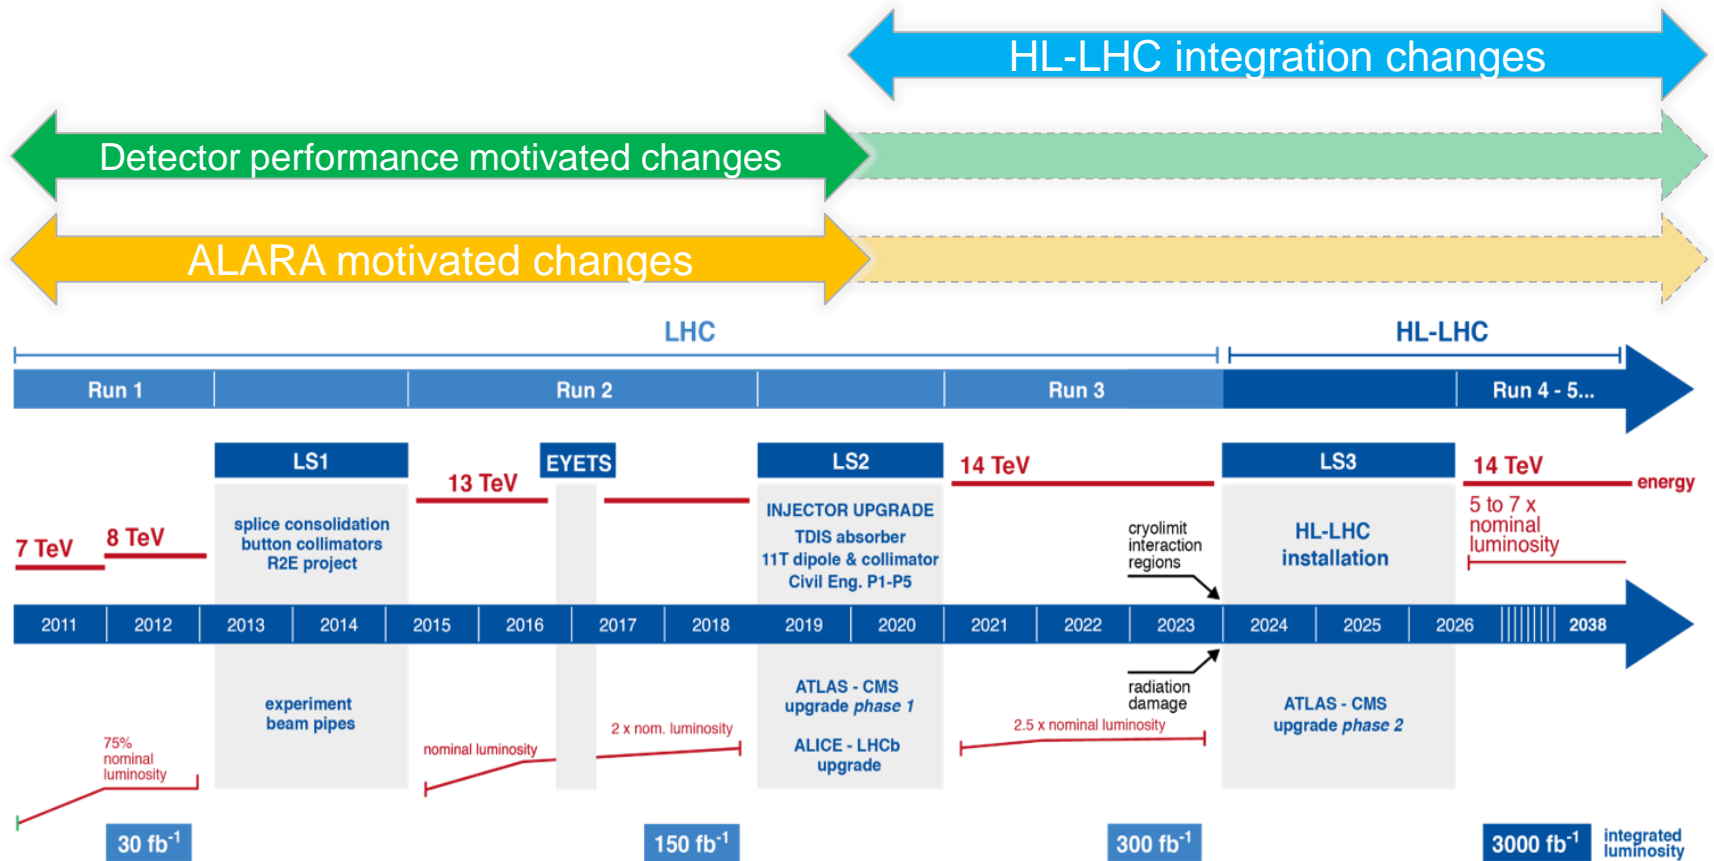 HL-LHC integration changes
Detector performance motivated changes
ALARA motivated changes
LHC
HL-LHC
Run 1
Run 2
Run 3
Run 4 - 5...
LS1
EYETS
LS2
LS3
7 TeV
8 TeV
13 TeV
14 TeV
14 TeV
energy
splice consolidation
button collimators
R2E project
INJECTOR UPGRADE
TDIS absorber
11T dipole & collimator
Civil Eng. P1-P5
cryolimit
interaction
regions
HL-LHC
installation
5 to 7 x
nominal
luminosity
2011 2012 2013 2014 2015 2016 2017 2018 2019 2020 2021 2022 2023 2024 2025 2026 2038
75%
nominal
luminosity
experiment
beam pipes
nominal luminosity
2 x nom. luminosity
ATLAS - CMS
upgrade phase 1
ALICE - LHCb
upgrade
radiation
damage
2.5 x nominal luminosity
ATLAS - CMS
upgrade phase 2
30 fb⁻¹
150 fb⁻¹
300 fb⁻¹
3000 fb⁻¹
integrated
luminosity